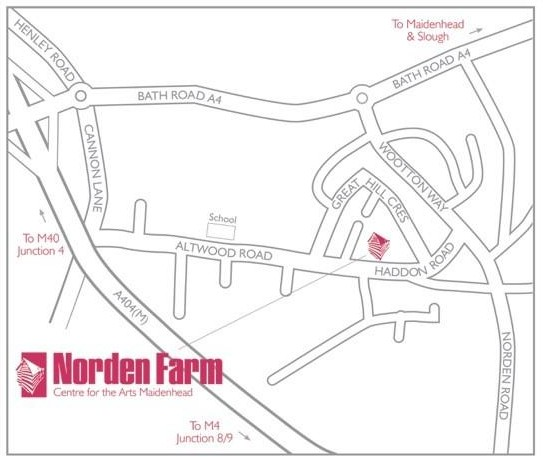 To Maidenhead
& Slough
HENLEY ROAD
BATH ROAD A4
BATH ROAD A4
CANNON LANE
WOOTTON WAY
GREAT HILL CRES
School
To M40
Junction 4
ALTWOOD ROAD
HADDON ROAD
A404(M)
NORDEN ROAD
Norden Farm
Centre for the Arts Maidenhead
To M4
Junction 8/9